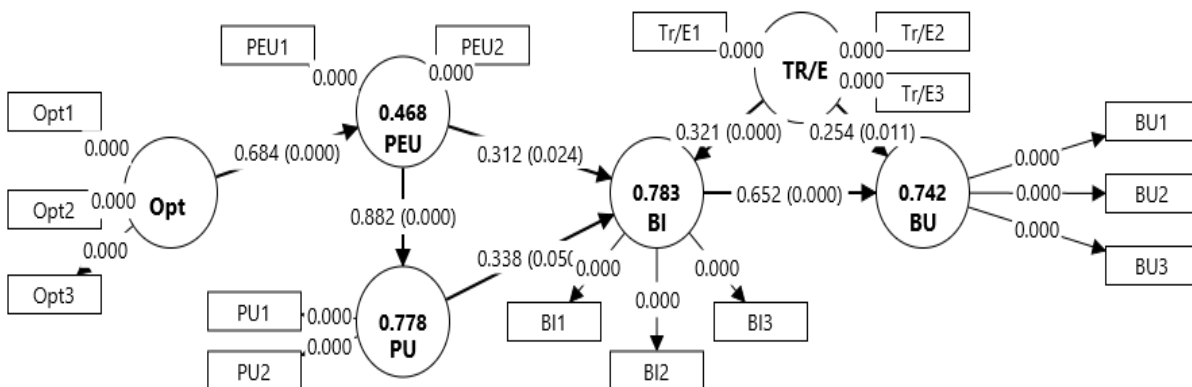 PEU1
PEU2
Tr/E1
Tr/E2
Tr/E3
0.000
0.000
0.000
0.000
0.000
TR/E
Opt1
Opt2
Opt3
0.000
0.000
0.000
Opt
0.684 (0.000)
0.468
PEU
0.312 (0.024)
0.882 (0.000)
0.321 (0.000)
0.254 (0.011)
0.783
BI
0.652 (0.000)
0.742
BU
0.000
0.000
0.000
BU1
BU2
BU3
0.338 (0.050
0.000
0.000
0.000
BI1
BI2
BI3
PU1
PU2
0.000
0.000
0.778
PU